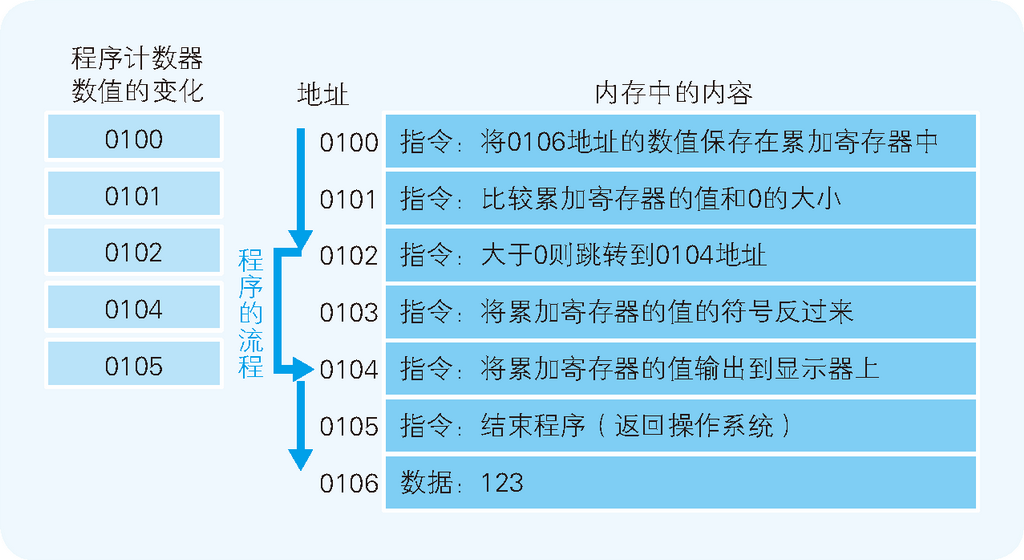 程序计数器
数值的变化
0100
0101
0102
0104
0105
程序的流程
地址
内存中的内容
0100 指令：将0106地址的数值保存在累加寄存器中
0101 指令：比较累加寄存器的值和0的大小
0102 指令：大于0则跳转到0104地址
0103 指令：将累加寄存器的值的符号反过来
0104 指令：将累加寄存器的值输出到显示器上
0105 指令：结束程序（返回操作系统）
0106 数据：123